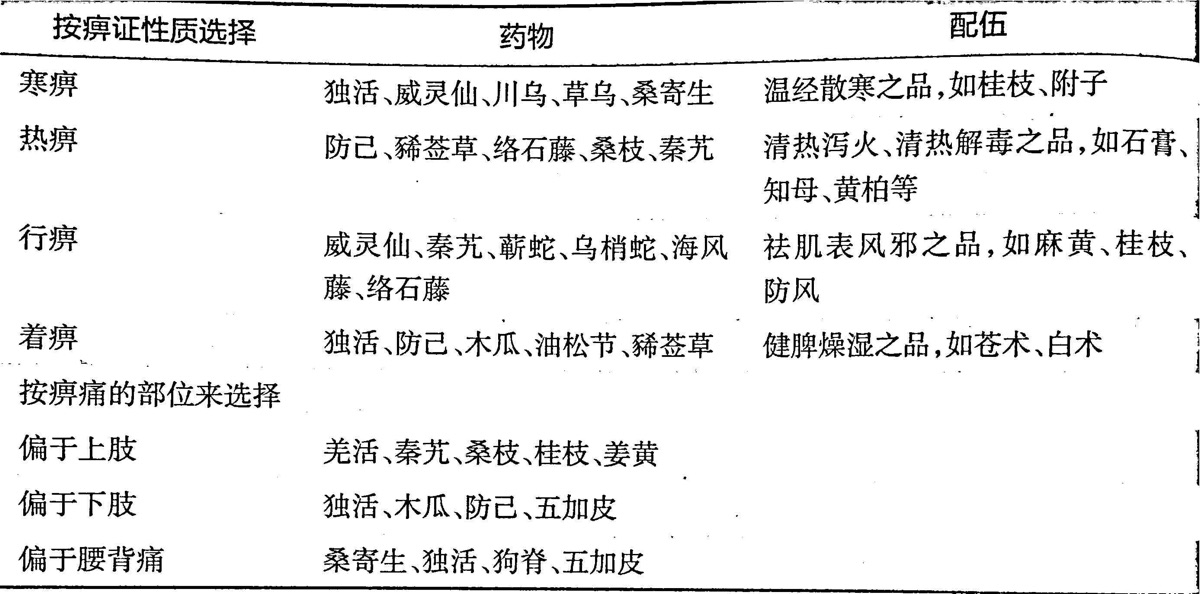 按痹证性质选择 药物 配伍
寒痹 独活、威灵仙、川乌、草乌、桑寄生 温经散寒之品，如桂枝、附子
热痹 防己、豨莶草、络石藤、桑枝、秦艽 清热泻火、清热解毒之品，如石膏、
知母、黄柏等
行痹 威灵仙、秦艽、蕲蛇、乌梢蛇、海风 祛肌表风邪之品，如麻黄、桂枝、
藤、络石藤 防风
着痹 独活、防己、木瓜、油松节、豨莶草 健脾燥湿之品，如苍术、白术
按痹痛的部位来选择
偏于上肢 羌活、秦艽、桑枝、桂枝、姜黄
偏于下肢 独活、木瓜、防己、五加皮
偏于腰背痛 桑寄生、独活、狗脊、五加皮